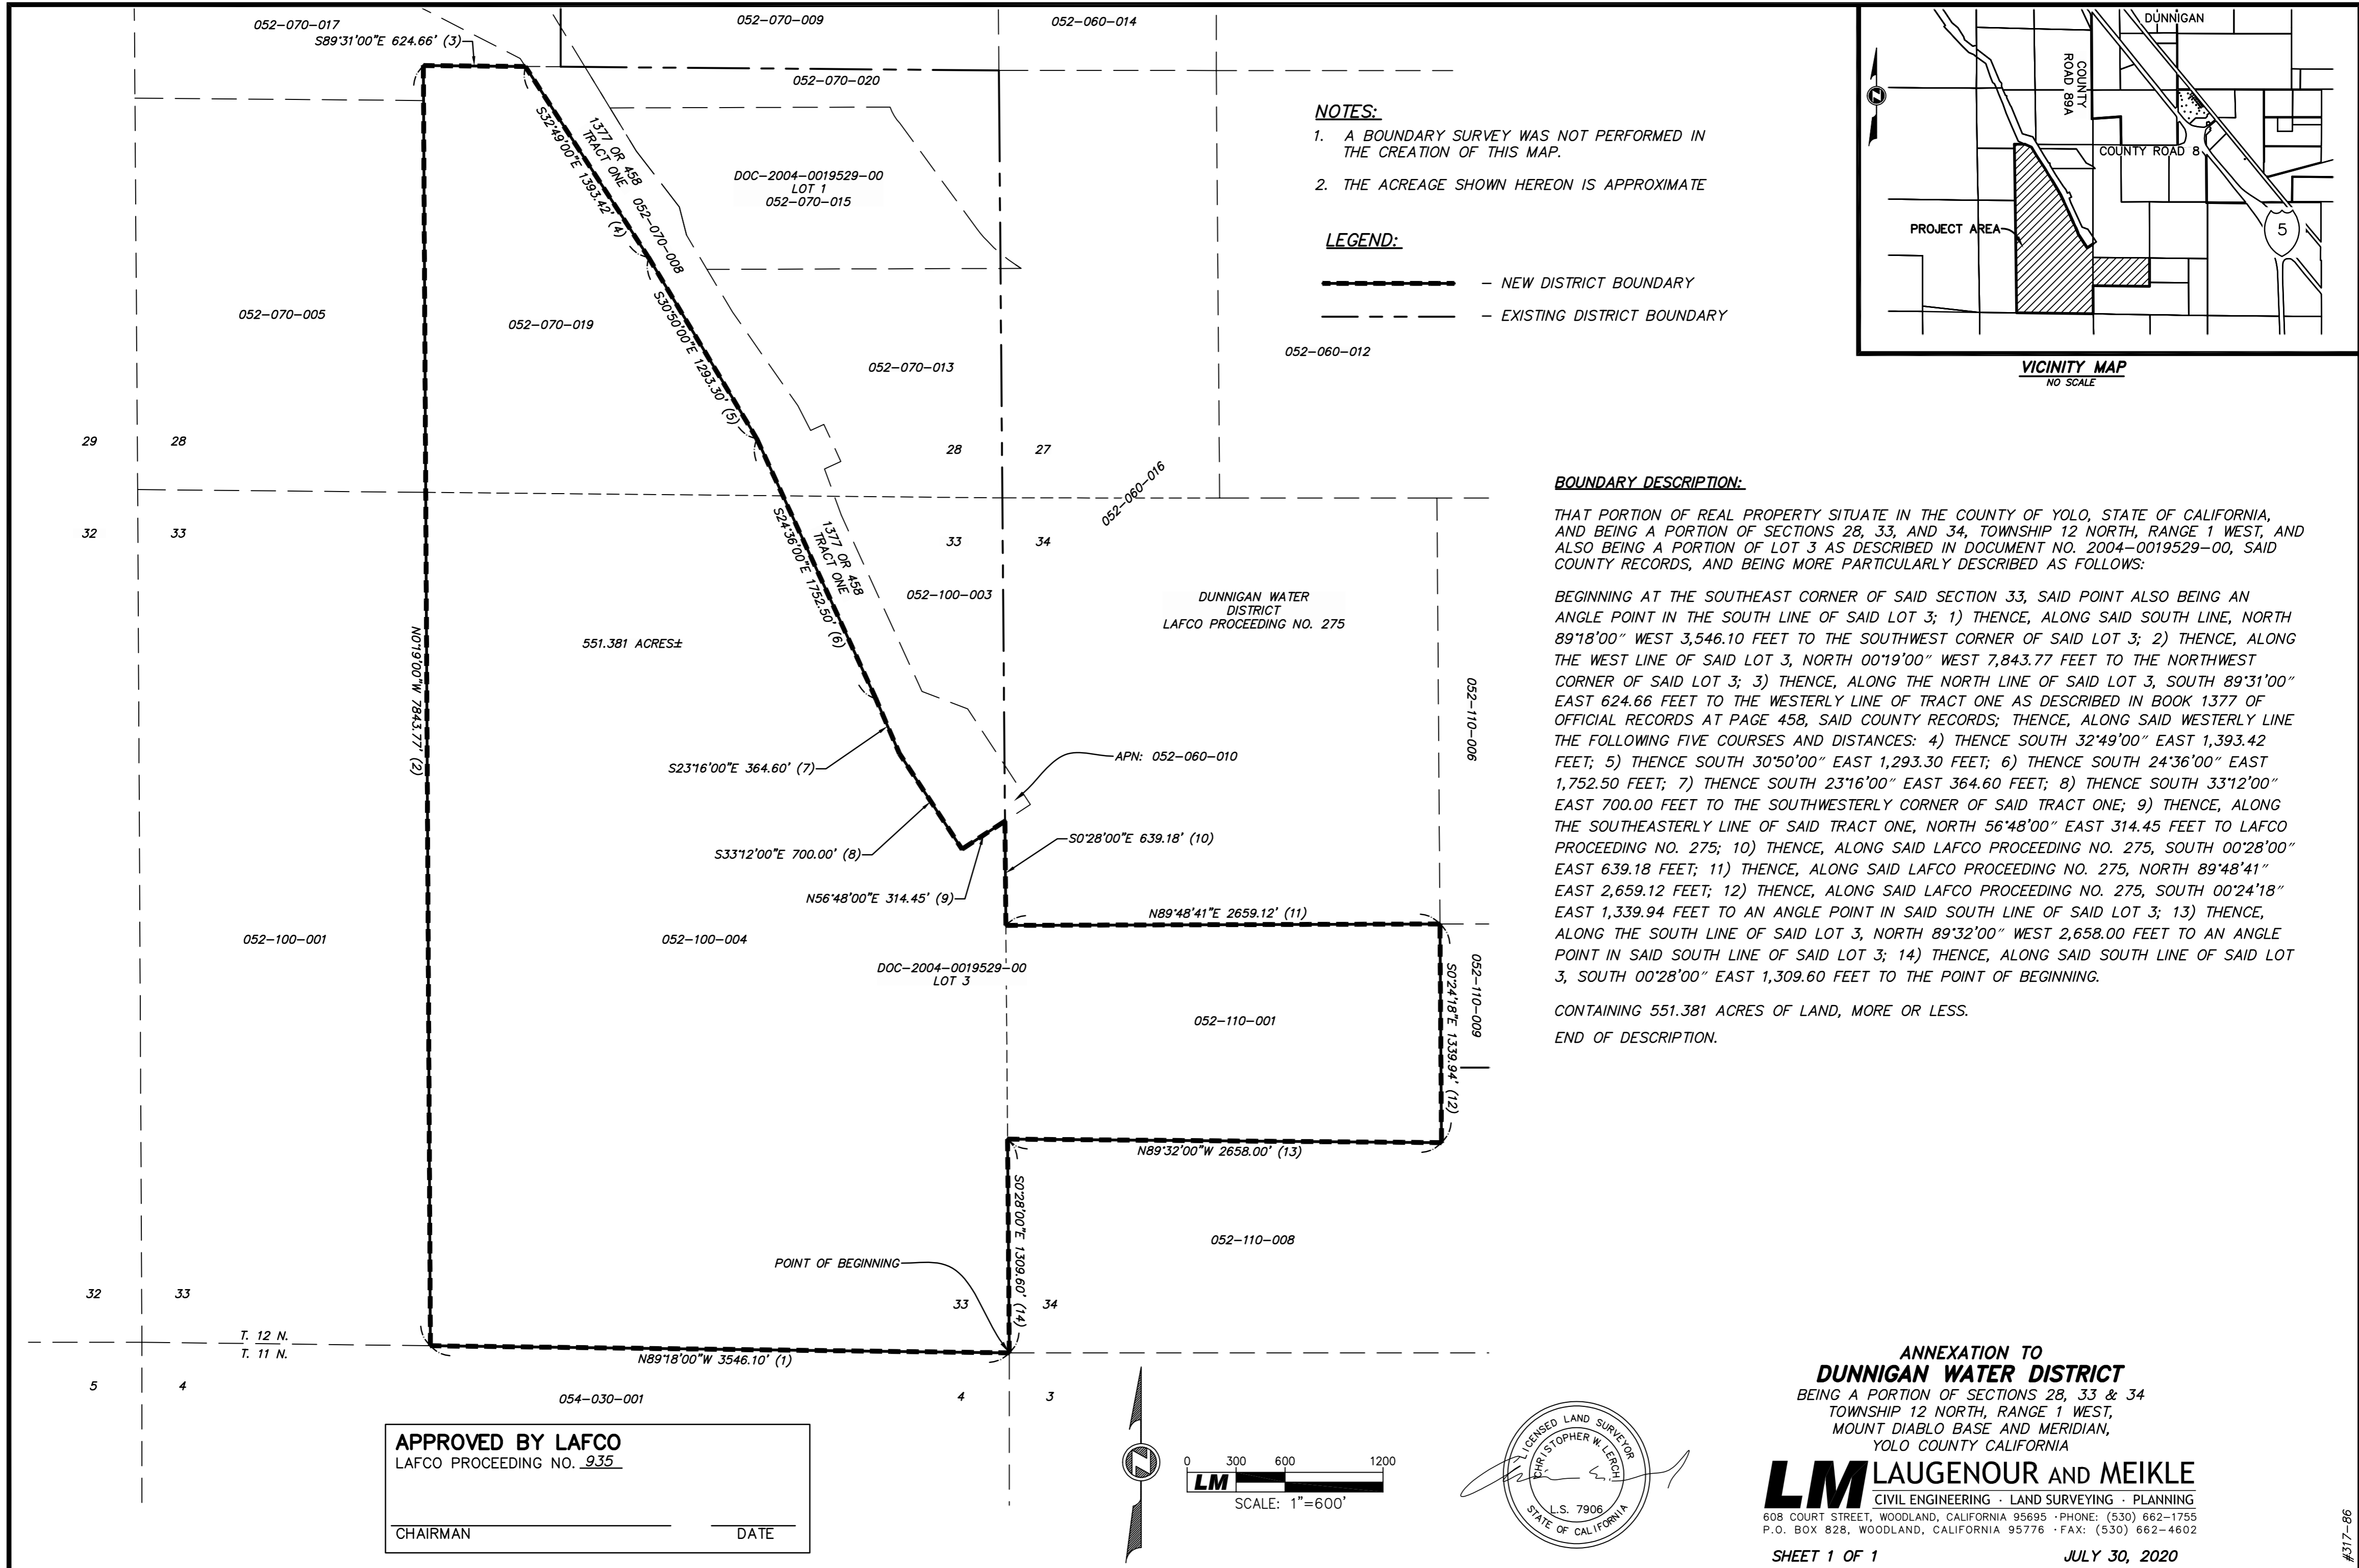 052-070-017
052-070-009
052-060-014
S89°31'00"E 624.66' (3)
052-070-020
S32°49'00"E 1393.42' (4)
1377 OR 458
TRACT ONE
052-070-008
DOC-2004-0019529-00
LOT 1
052-070-015
052-070-005
052-070-019
S30°50'00"E 1293.30' (5)
052-070-013
052-060-012
29
28
28
27
052-060-016
32
33
33
34
S24°36'00"E 1752.50' (6)
1377 OR 458
TRACT ONE
052-100-003
DUNNIGAN WATER
DISTRICT
LAFCO PROCEEDING NO. 275
N0°19'00"W 7843.77' (2)
551.381 ACRES±
052-110-006
S23°16'00"E 364.60' (7)
APN: 052-060-010
S33°12'00"E 700.00' (8)
S0°28'00"E 639.18' (10)
N56°48'00"E 314.45' (9)
N89°48'41"E 2659.12' (11)
052-100-001
052-100-004
DOC-2004-0019529-00
LOT 3
S0°24'18"E 1339.94' (12)
052-110-009
052-110-001
N89°32'00"W 2658.00' (13)
S0°28'00"E 1309.60' (14)
052-110-008
POINT OF BEGINNING
32
33
33
34
T. 12 N.
T. 11 N.
N89°18'00"W 3546.10' (1)
5
4
054-030-001
4
3
NOTES:
1. A BOUNDARY SURVEY WAS NOT PERFORMED IN
THE CREATION OF THIS MAP.
2. THE ACREAGE SHOWN HEREON IS APPROXIMATE
LEGEND:
– NEW DISTRICT BOUNDARY
– EXISTING DISTRICT BOUNDARY
DUNNIGAN
COUNTY
ROAD 89A
COUNTY ROAD 8
PROJECT AREA
5
VICINITY MAP
NO SCALE
BOUNDARY DESCRIPTION:
THAT PORTION OF REAL PROPERTY SITUATE IN THE COUNTY OF YOLO, STATE OF CALIFORNIA,
AND BEING A PORTION OF SECTIONS 28, 33, AND 34, TOWNSHIP 12 NORTH, RANGE 1 WEST, AND
ALSO BEING A PORTION OF LOT 3 AS DESCRIBED IN DOCUMENT NO. 2004-0019529-00, SAID
COUNTY RECORDS, AND BEING MORE PARTICULARLY DESCRIBED AS FOLLOWS:
BEGINNING AT THE SOUTHEAST CORNER OF SAID SECTION 33, SAID POINT ALSO BEING AN
ANGLE POINT IN THE SOUTH LINE OF SAID LOT 3; 1) THENCE, ALONG SAID SOUTH LINE, NORTH
89°18'00" WEST 3,546.10 FEET TO THE SOUTHWEST CORNER OF SAID LOT 3; 2) THENCE, ALONG
THE WEST LINE OF SAID LOT 3, NORTH 00°19'00" WEST 7,843.77 FEET TO THE NORTHWEST
CORNER OF SAID LOT 3; 3) THENCE, ALONG THE NORTH LINE OF SAID LOT 3, SOUTH 89°31'00"
EAST 624.66 FEET TO THE WESTERLY LINE OF TRACT ONE AS DESCRIBED IN BOOK 1377 OF
OFFICIAL RECORDS AT PAGE 458, SAID COUNTY RECORDS; THENCE, ALONG SAID WESTERLY LINE
THE FOLLOWING FIVE COURSES AND DISTANCES: 4) THENCE SOUTH 32°49'00" EAST 1,393.42
FEET; 5) THENCE SOUTH 30°50'00" EAST 1,293.30 FEET; 6) THENCE SOUTH 24°36'00" EAST
1,752.50 FEET; 7) THENCE SOUTH 23°16'00" EAST 364.60 FEET; 8) THENCE SOUTH 33°12'00"
EAST 700.00 FEET TO THE SOUTHWESTERLY CORNER OF SAID TRACT ONE; 9) THENCE, ALONG
THE SOUTHEASTERLY LINE OF SAID TRACT ONE, NORTH 56°48'00" EAST 314.45 FEET TO LAFCO
PROCEEDING NO. 275; 10) THENCE, ALONG SAID LAFCO PROCEEDING NO. 275, SOUTH 00°28'00"
EAST 639.18 FEET; 11) THENCE, ALONG SAID LAFCO PROCEEDING NO. 275, NORTH 89°48'41"
EAST 2,659.12 FEET; 12) THENCE, ALONG SAID LAFCO PROCEEDING NO. 275, SOUTH 00°24'18"
EAST 1,339.94 FEET TO AN ANGLE POINT IN SAID SOUTH LINE OF SAID LOT 3; 13) THENCE,
ALONG THE SOUTH LINE OF SAID LOT 3, NORTH 89°32'00" WEST 2,658.00 FEET TO AN ANGLE
POINT IN SAID SOUTH LINE OF SAID LOT 3; 14) THENCE, ALONG SAID SOUTH LINE OF SAID LOT
3, SOUTH 00°28'00" EAST 1,309.60 FEET TO THE POINT OF BEGINNING.
CONTAINING 551.381 ACRES OF LAND, MORE OR LESS.
END OF DESCRIPTION.
APPROVED BY LAFCO
LAFCO PROCEEDING NO. 935
CHAIRMAN
DATE
N
0 300 600 1200
LM
SCALE: 1"=600'
LICENSED LAND SURVEYOR
CHRISTOPHER W. LERCH
L.S. 7906
STATE OF CALIFORNIA
ANNEXATION TO
DUNNIGAN WATER DISTRICT
BEING A PORTION OF SECTIONS 28, 33 & 34
TOWNSHIP 12 NORTH, RANGE 1 WEST,
MOUNT DIABLO BASE AND MERIDIAN,
YOLO COUNTY CALIFORNIA
LM LAUGENOUR AND MEIKLE
CIVIL ENGINEERING · LAND SURVEYING · PLANNING
608 COURT STREET, WOODLAND, CALIFORNIA 95695 · PHONE: (530) 662-1755
P.O. BOX 828, WOODLAND, CALIFORNIA 95776 · FAX: (530) 662-4602
SHEET 1 OF 1
JULY 30, 2020
#317-86